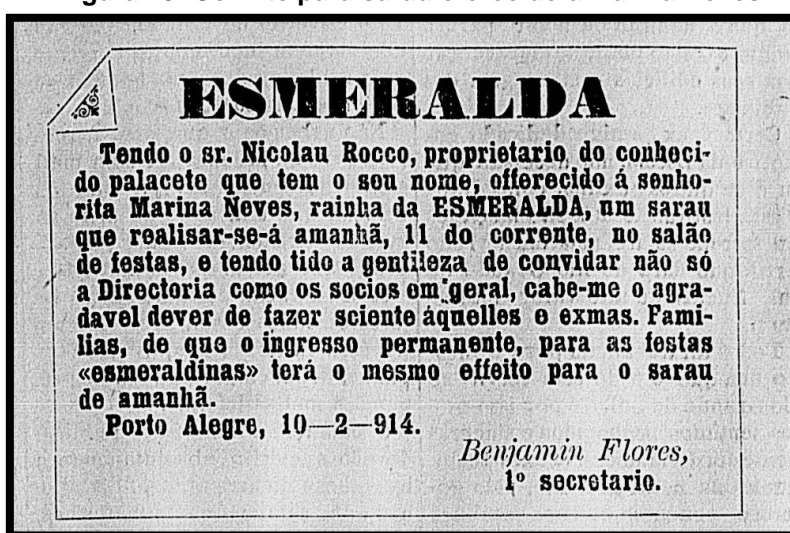 ESMERALDA
Tendo o sr. Nicolau Rocco, proprietario do conheci-
do palacete que tem o seu nome, offerecido á senho-
rita Marina Neves, rainha da ESMERALDA, um sarau
que realisar-se-á amanhã, 11 do corrente, no salão
de festas, e tendo tido a gentileza de convidar não só
a Directoria como os socios em geral, cabe-me o agra-
davel dever de fazer sciente áquelles e exmas. Fami-
lias, de que o ingresso permanente, para as festas
«esmeraldinas» terá o mesmo effeito para o sarau
de amanhã.
Porto Alegre, 10—2—914.
Benjamin Flores,
1º secretario.